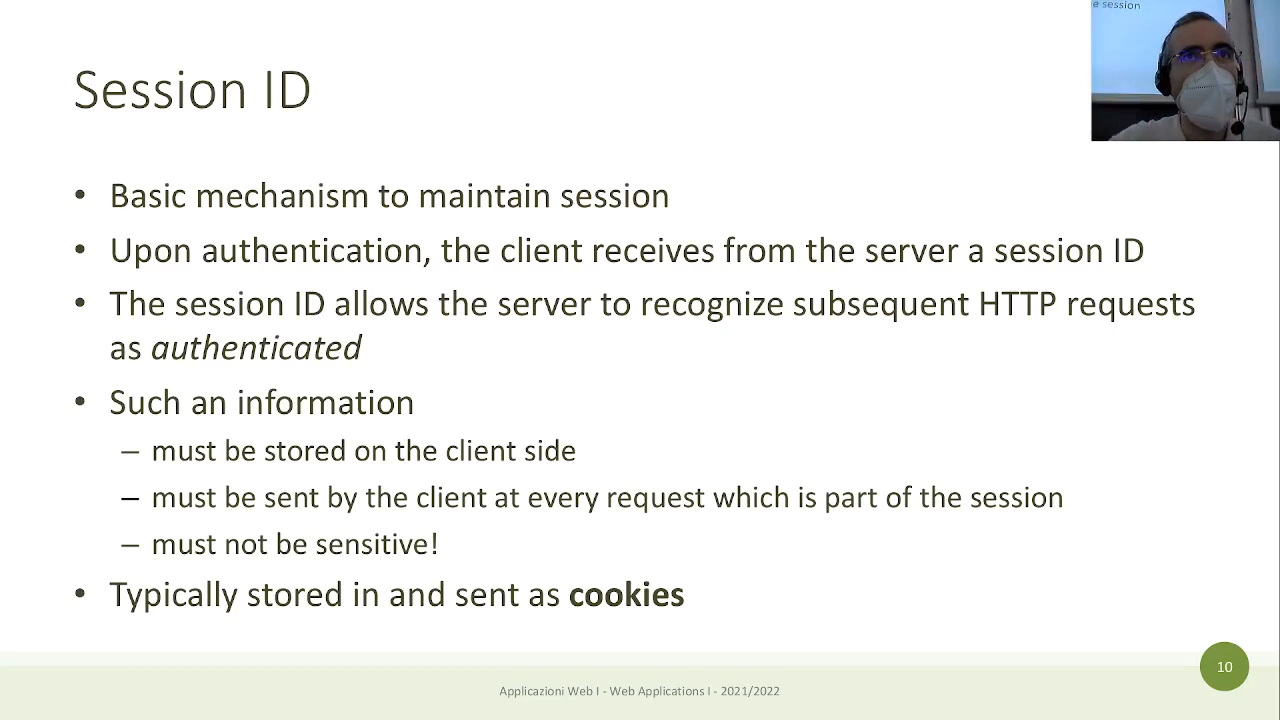 e session
Session ID
• Basic mechanism to maintain session
• Upon authentication, the client receives from the server a session ID
• The session ID allows the server to recognize subsequent HTTP requests
as authenticated
• Such an information
– must be stored on the client side
– must be sent by the client at every request which is part of the session
– must not be sensitive!
• Typically stored in and sent as cookies
10
Applicazioni Web I - Web Applications I - 2021/2022